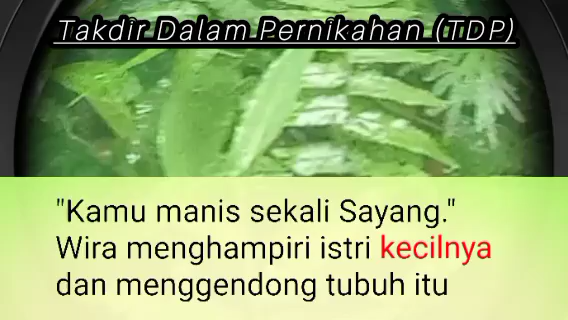 Takdir Dalam Pernikahan (TDP)
"Kamu manis sekali Sayang."
Wira menghampiri istri kecilnya
dan menggendong tubuh itu